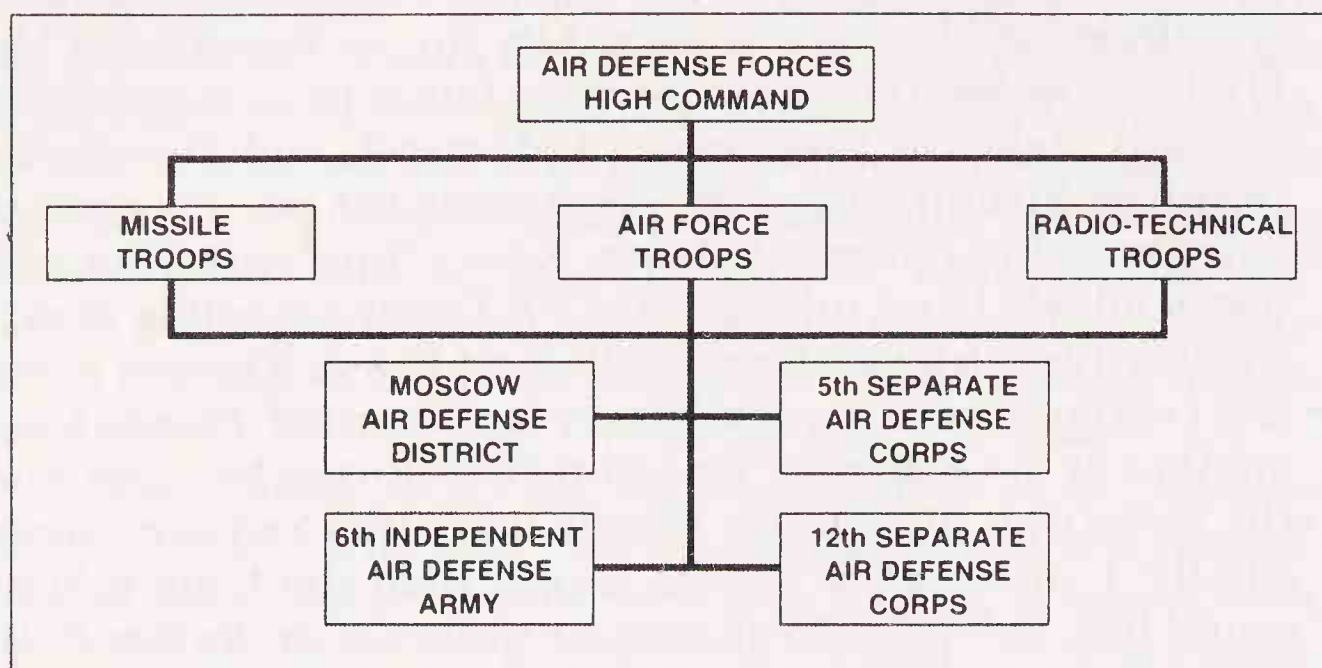 AIR DEFENSE FORCES
HIGH COMMAND
MISSILE
TROOPS
AIR FORCE
TROOPS
RADIO-TECHNICAL
TROOPS
MOSCOW
AIR DEFENSE
DISTRICT
5th SEPARATE
AIR DEFENSE
CORPS
6th INDEPENDENT
AIR DEFENSE
ARMY
12th SEPARATE
AIR DEFENSE
CORPS